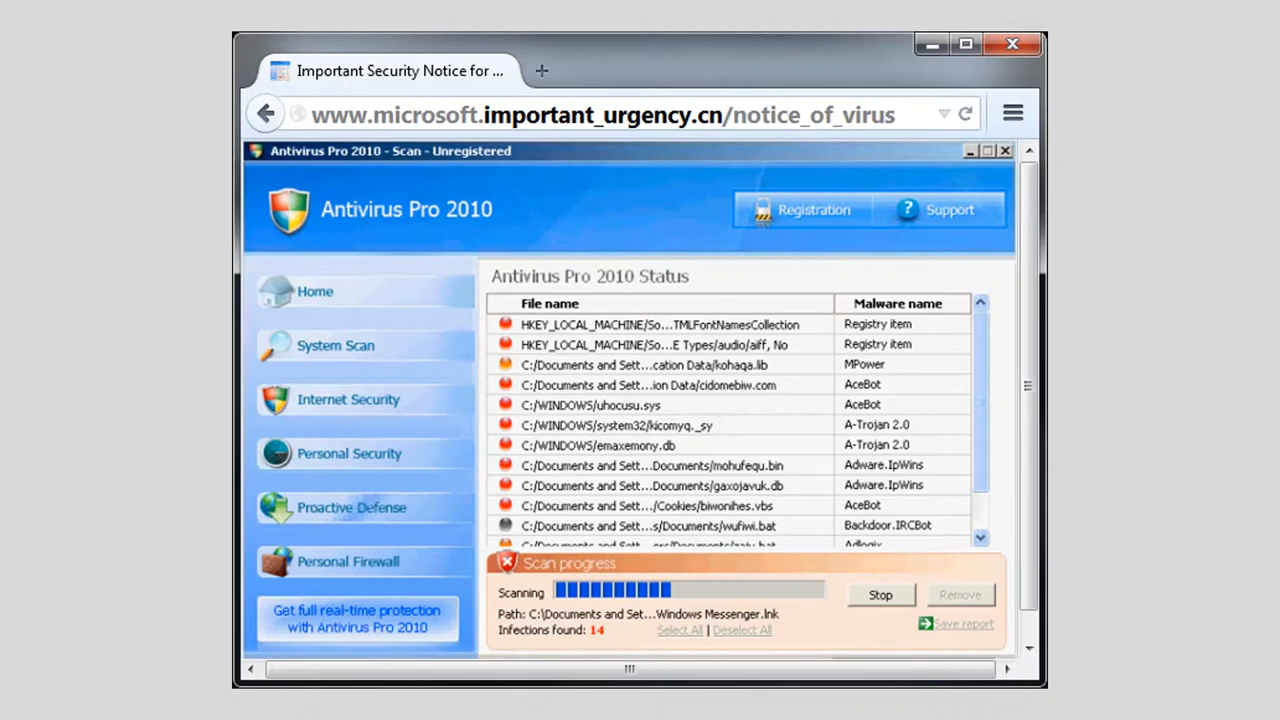 Important Security Notice for ...
www.microsoft.important_urgency.cn/notice_of_virus
Antivirus Pro 2010 - Scan - Unregistered
Antivirus Pro 2010
Registration
Support
Home
System Scan
Internet Security
Personal Security
Proactive Defense
Personal Firewall
Get full real-time protection
with Antivirus Pro 2010
Antivirus Pro 2010 Status
File name Malware name
HKEY_LOCAL_MACHINE/So...TMLFontNamesCollection Registry item
HKEY_LOCAL_MACHINE/So...E Types/audio/aiff, No Registry item
C:/Documents and Sett...cation Data/kohaqa.lib MPower
C:/Documents and Sett...ion Data/cidomebiw.com AceBot
C:/WINDOWS/uhocusu.sys AceBot
C:/WINDOWS/system32/kicomyq._sy A-Trojan 2.0
C:/WINDOWS/emaxemony.db A-Trojan 2.0
C:/Documents and Sett...Documents/mohufequ.bin Adware.IpWins
C:/Documents and Sett...Documents/gaxojavuk.db Adware.IpWins
C:/Documents and Sett.../Cookies/biwonihes.vbs AceBot
C:/Documents and Sett...s/Documents/wufiwi.bat Backdoor.IRCBot
Scan progress
Scanning
Stop
Remove
Path: C:\Documents and Set...Windows Messenger.lnk
Infections found: 14
Select All | Deselect All
Save report